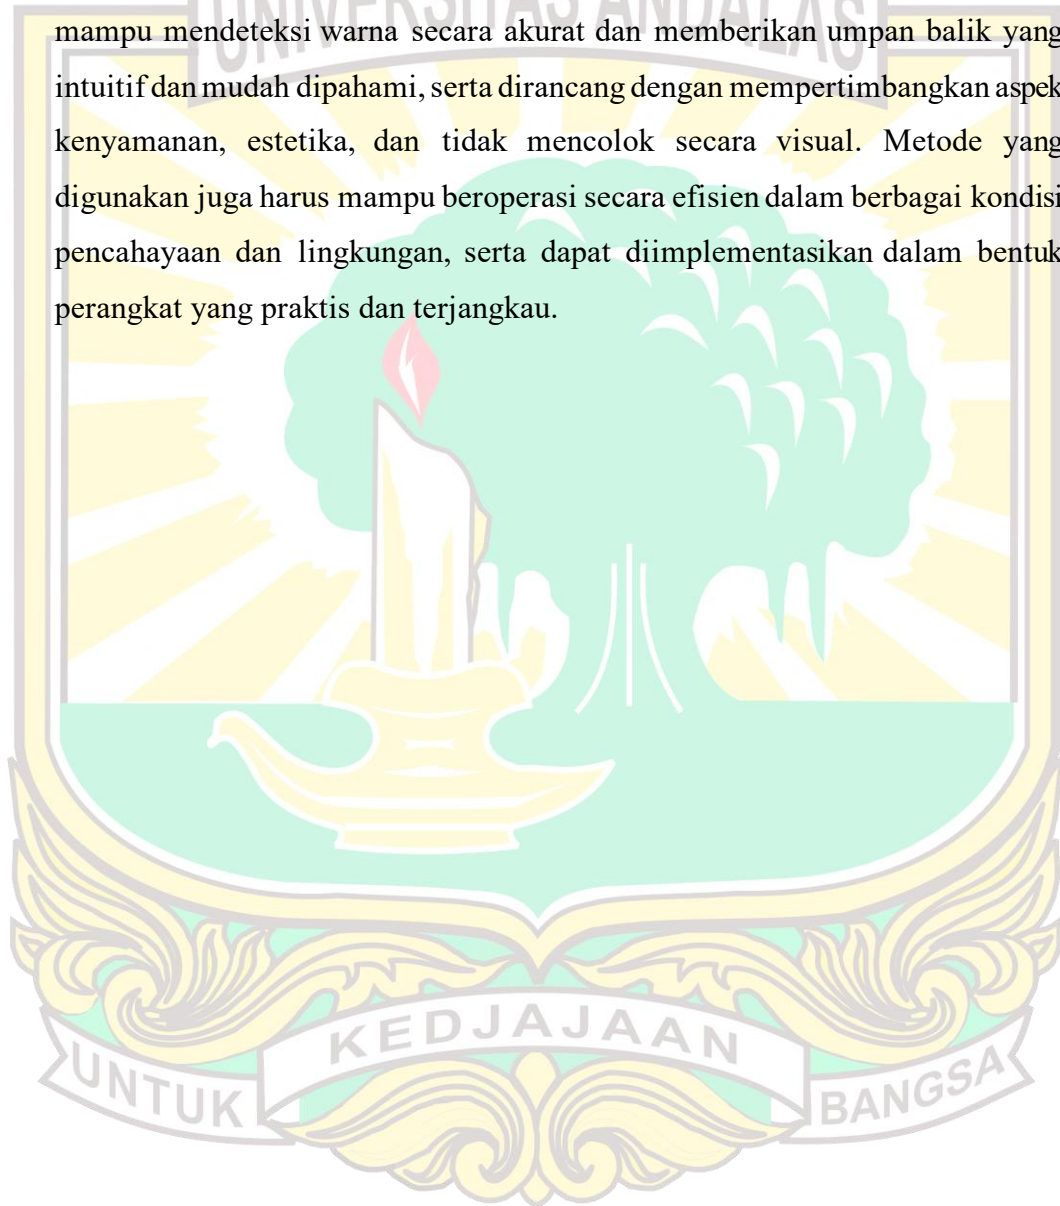 UNIVERSITAS ANDALAS
mampu mendeteksi warna secara akurat dan memberikan umpan balik yang
intuitif dan mudah dipahami, serta dirancang dengan mempertimbangkan aspek
kenyamanan, estetika, dan tidak mencolok secara visual. Metode yang
digunakan juga harus mampu beroperasi secara efisien dalam berbagai kondisi
pencahayaan dan lingkungan, serta dapat diimplementasikan dalam bentuk
perangkat yang praktis dan terjangkau.
UNTUK KEDJAJAAN BANGSA